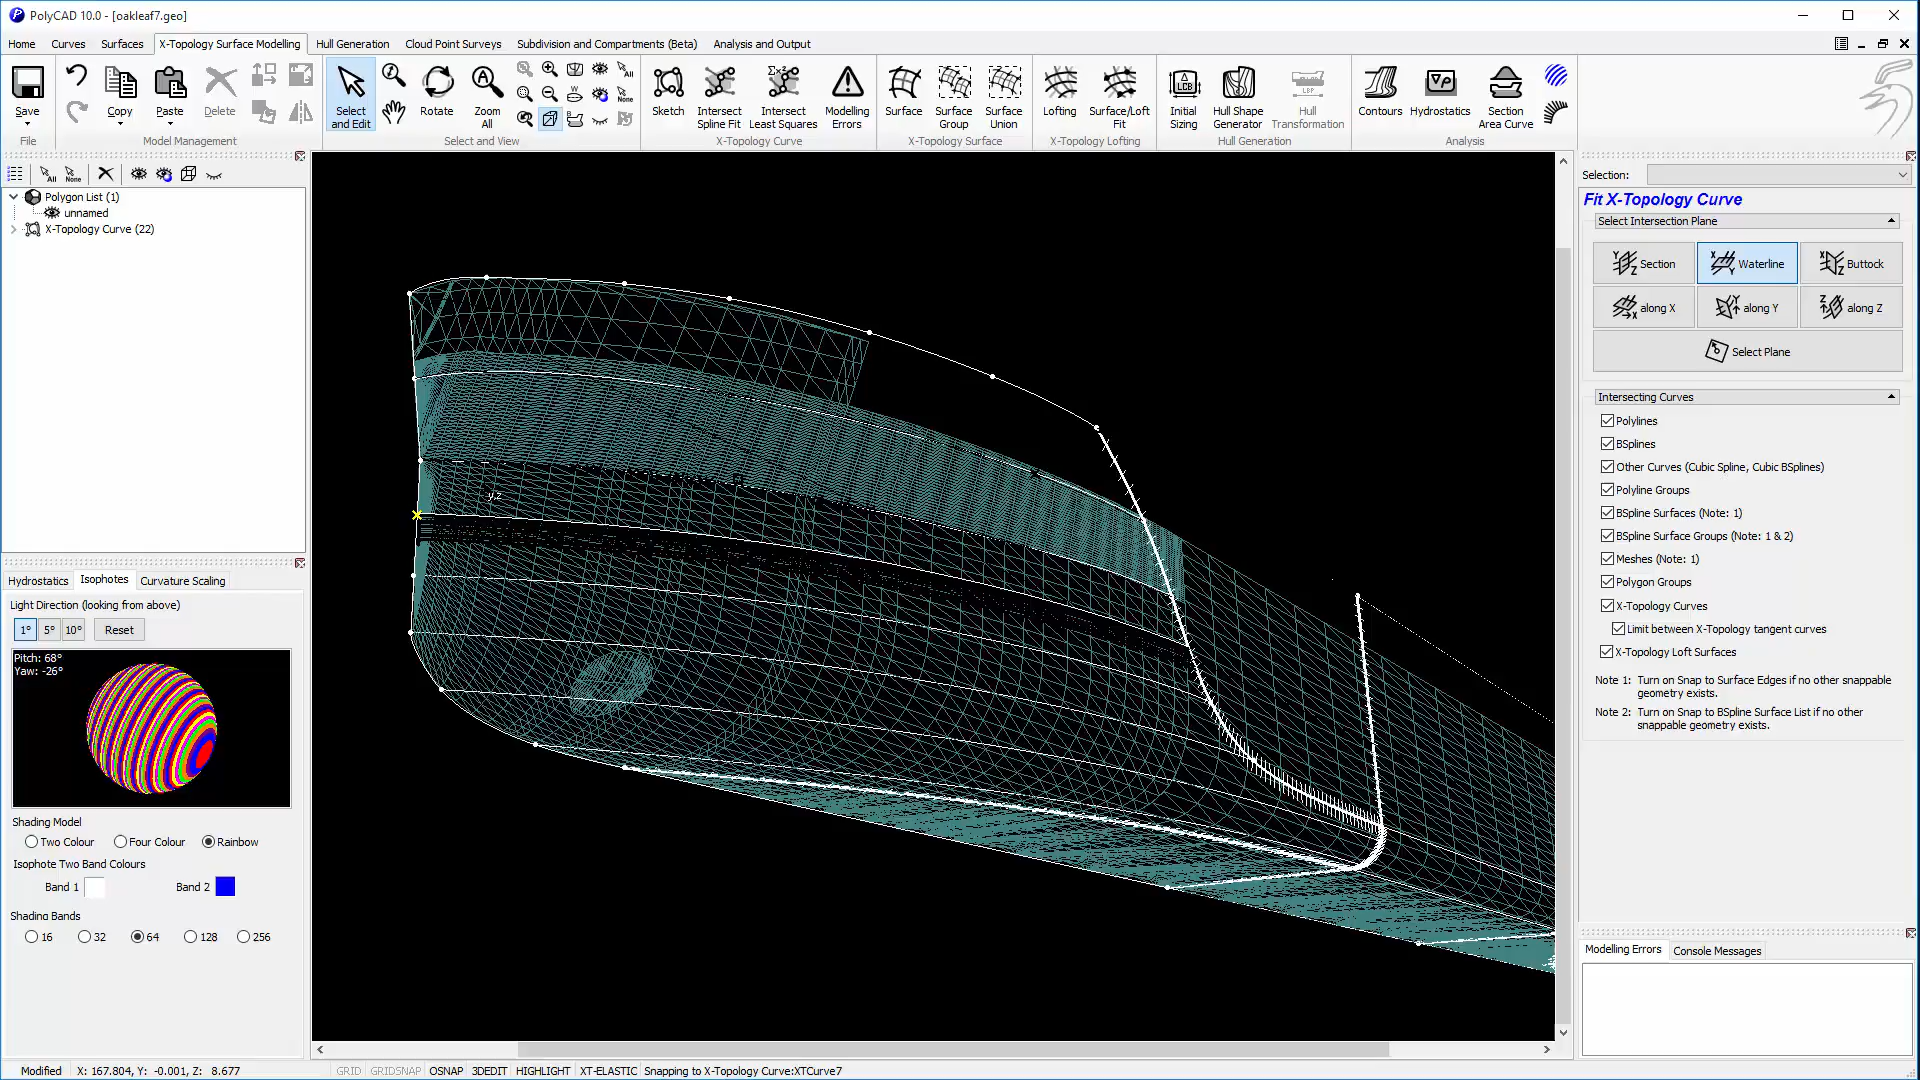 PolyCAD 10.0 - [oakleaf7.geo]
Home Curves Surfaces X-Topology Surface Modelling Hull Generation Cloud Point Surveys Subdivision and Compartments (Beta) Analysis and Output
Save
File
Copy
Paste
Delete
Model Management
Select and Edit
Rotate
Zoom All
All
None
Select and View
Sketch
Intersect Spline Fit
Intersect Least Squares
Modelling Errors
X-Topology Curve
Surface
Surface Group
Surface Union
X-Topology Surface
Lofting
Surface/Loft Fit
X-Topology Lofting
Initial Sizing
Hull Shape Generator
Hull Transformation
Hull Generation
Contours
Hydrostatics
Section Area Curve
Analysis
All None
Polygon List (1)
unnamed
X-Topology Curve (22)
Hydrostatics Isophotes Curvature Scaling
Light Direction (looking from above)
1° 5° 10° Reset
Pitch: 68°
Yaw: -26°
Shading Model
Two Colour Four Colour Rainbow
Isophote Two Band Colours
Band 1 Band 2
Shading Bands
16 32 64 128 256
y,z
Selection:
Fit X-Topology Curve
Select Intersection Plane
Section Waterline Buttock
along X along Y along Z
Select Plane
Intersecting Curves
Polylines
BSplines
Other Curves (Cubic Spline, Cubic BSplines)
Polyline Groups
BSpline Surfaces (Note: 1)
BSpline Surface Groups (Note: 1 & 2)
Meshes (Note: 1)
Polygon Groups
X-Topology Curves
Limit between X-Topology tangent curves
X-Topology Loft Surfaces
Note 1: Turn on Snap to Surface Edges if no other snappable
geometry exists.
Note 2: Turn on Snap to BSpline Surface List if no other
snappable geometry exists.
Modelling Errors Console Messages
Modified X: 167.804, Y: -0.001, Z: 8.677 GRID GRIDSNAP OSNAP 3DEDIT HIGHLIGHT XT-ELASTIC Snapping to X-Topology Curve:XTCurve7